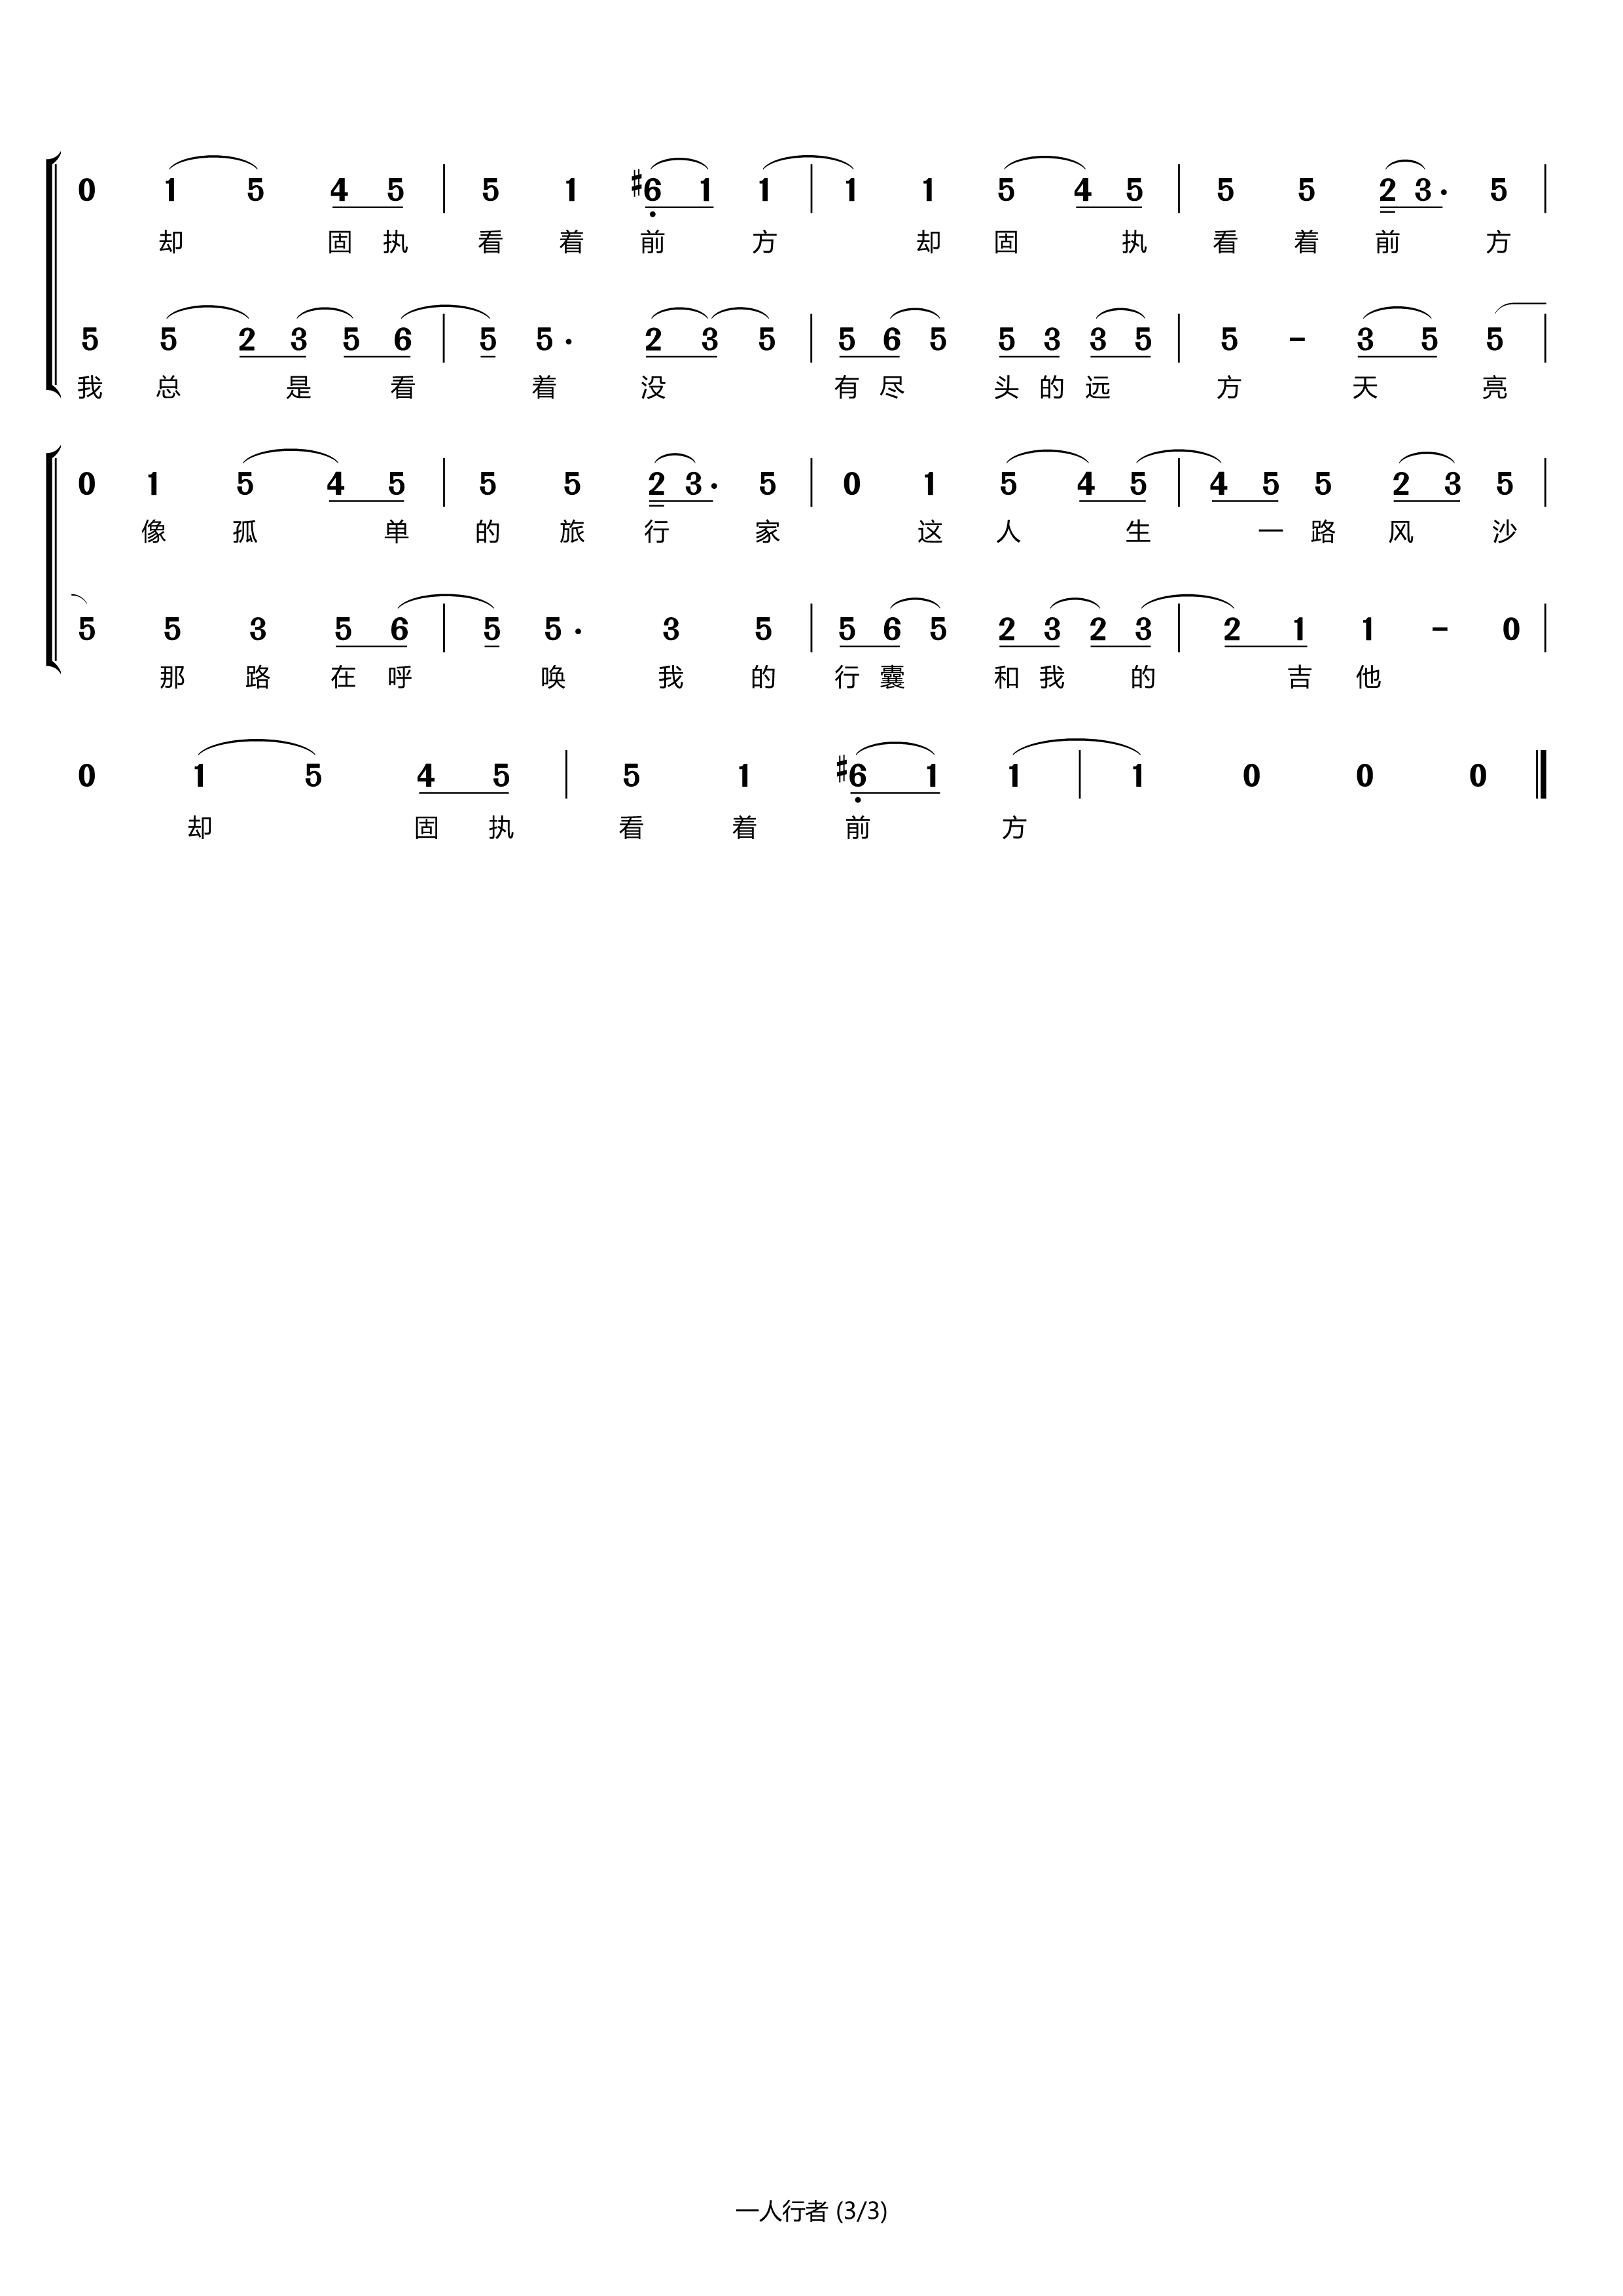 0 1 5 4 5 | 5 1 #6 1 1 | 1 1 5 4 5 | 5 5 2 3· 5 |
却 固 执 看 着 前 方 却 固 执 看 着 前 方
5 5 2 3 5 6 | 5 5· 2 3 5 | 5 6 5 5 3 3 5 | 5 - 3 5 5 |
我 总 是 看 着 没 有 尽 头 的 远 方 天 亮
0 1 5 4 5 | 5 5 2 3· 5 | 0 1 5 4 5 | 4 5 5 2 3 5 |
像 孤 单 的 旅 行 家 这 人 生 一 路 风 沙
5 5 3 5 6 | 5 5· 3 5 | 5 6 5 2 3 2 3 | 2 1 1 - 0 |
那 路 在 呼 唤 我 的 行 囊 和 我 的 吉 他
0 1 5 4 5 | 5 1 #6 1 1 | 1 0 0 0
却 固 执 看 着 前 方
一人行者 (3/3)